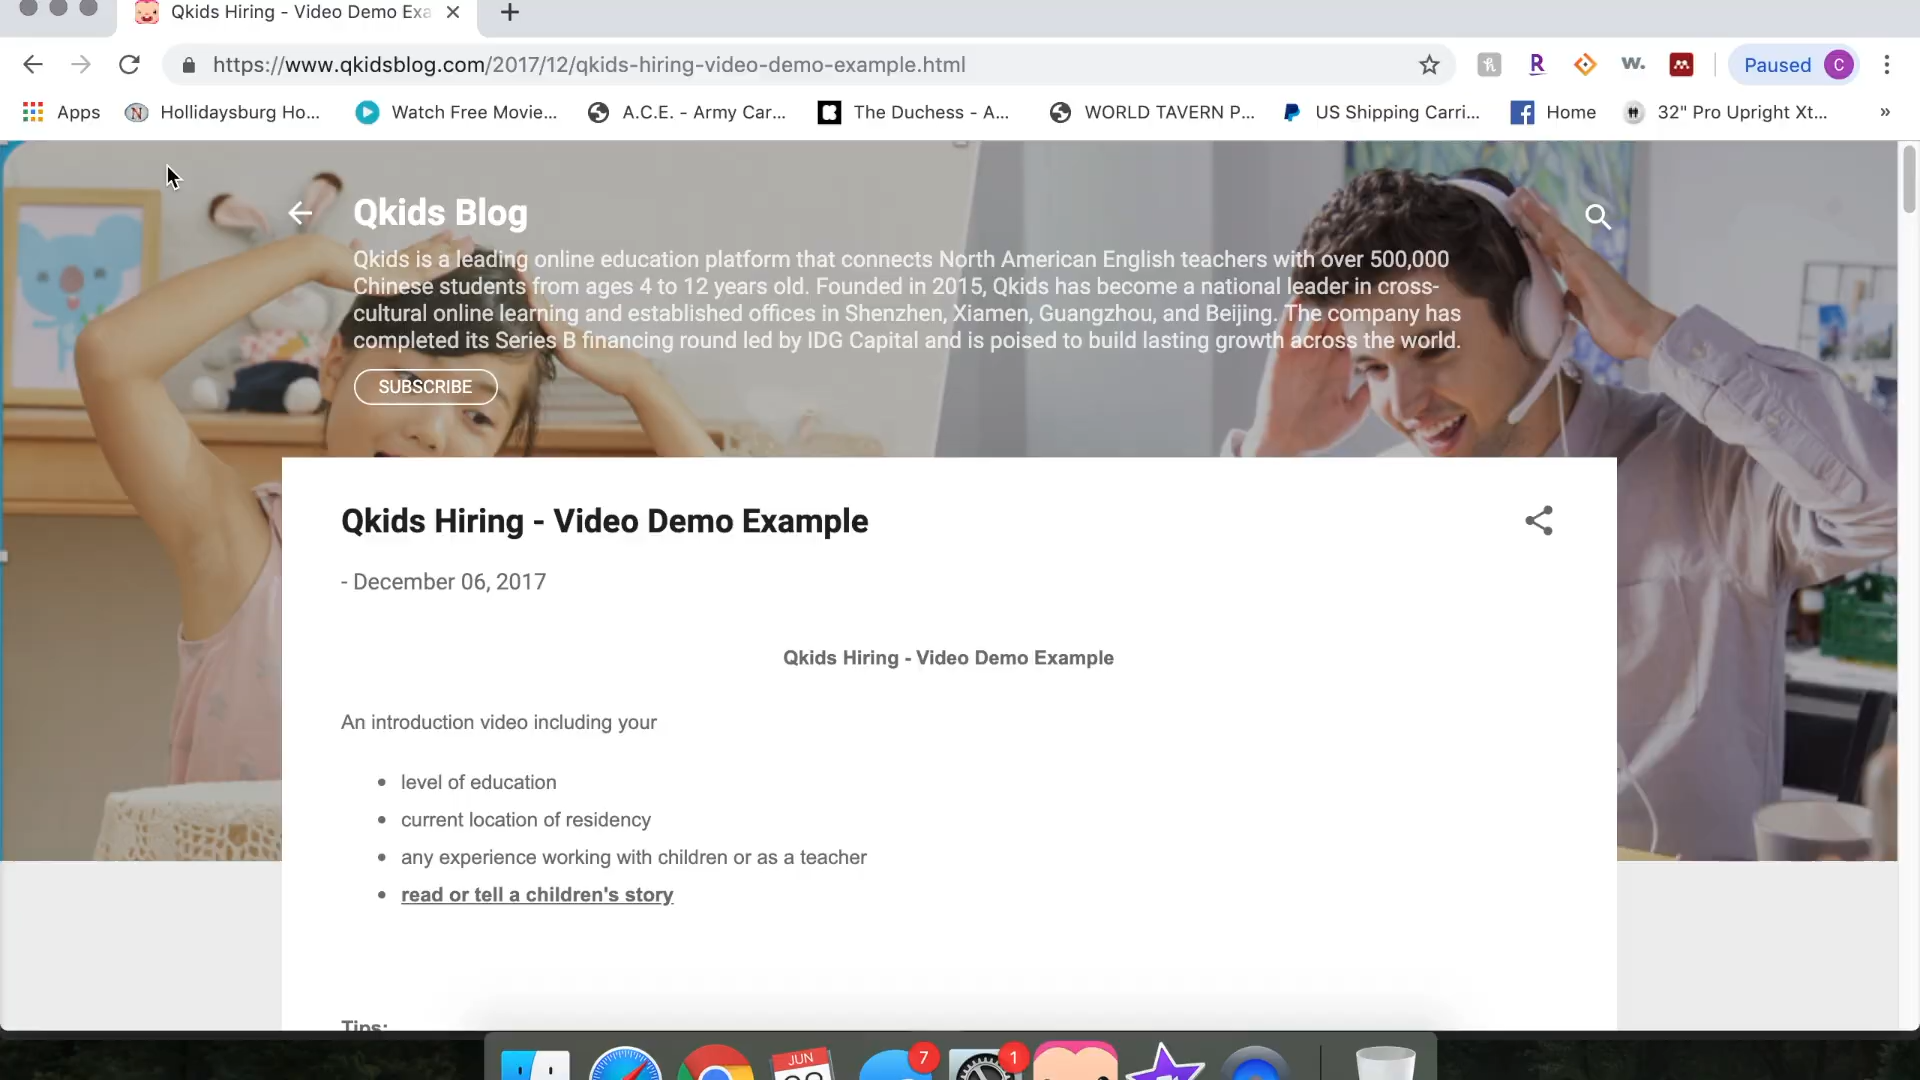 Qkids Hiring - Video Demo Exa
https://www.qkidsblog.com/2017/12/qkids-hiring-video-demo-example.html
Paused C
Apps Hollidaysburg Ho... Watch Free Movie... A.C.E. - Army Car... The Duchess - A... WORLD TAVERN P... US Shipping Carri... Home 32" Pro Upright Xt... »
Qkids Blog
Qkids is a leading online education platform that connects North American English teachers with over 500,000
Chinese students from ages 4 to 12 years old. Founded in 2015, Qkids has become a national leader in cross-
cultural online learning and established offices in Shenzhen, Xiamen, Guangzhou, and Beijing. The company has
completed its Series B financing round led by IDG Capital and is poised to build lasting growth across the world.
SUBSCRIBE
Qkids Hiring - Video Demo Example
- December 06, 2017
Qkids Hiring - Video Demo Example
An introduction video including your
• level of education
• current location of residency
• any experience working with children or as a teacher
• read or tell a children's story
Tips:
JUN 7 1